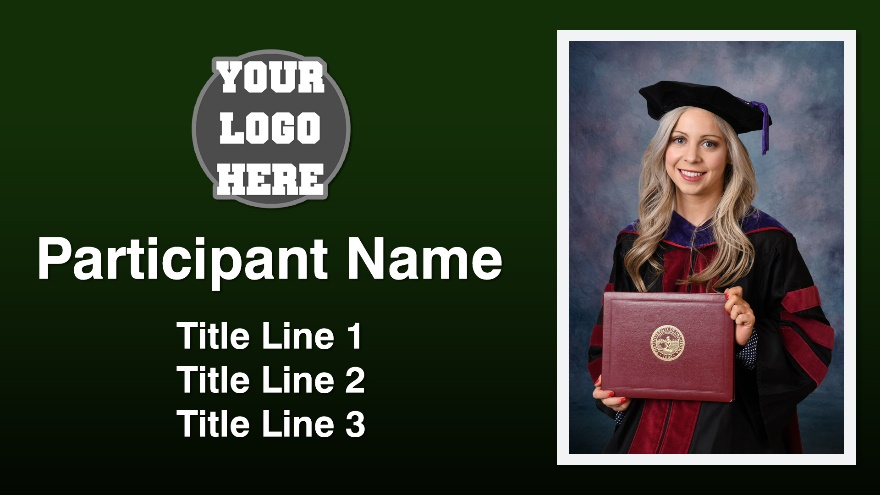 YOUR
LOGO
HERE
Participant Name
Title Line 1
Title Line 2
Title Line 3